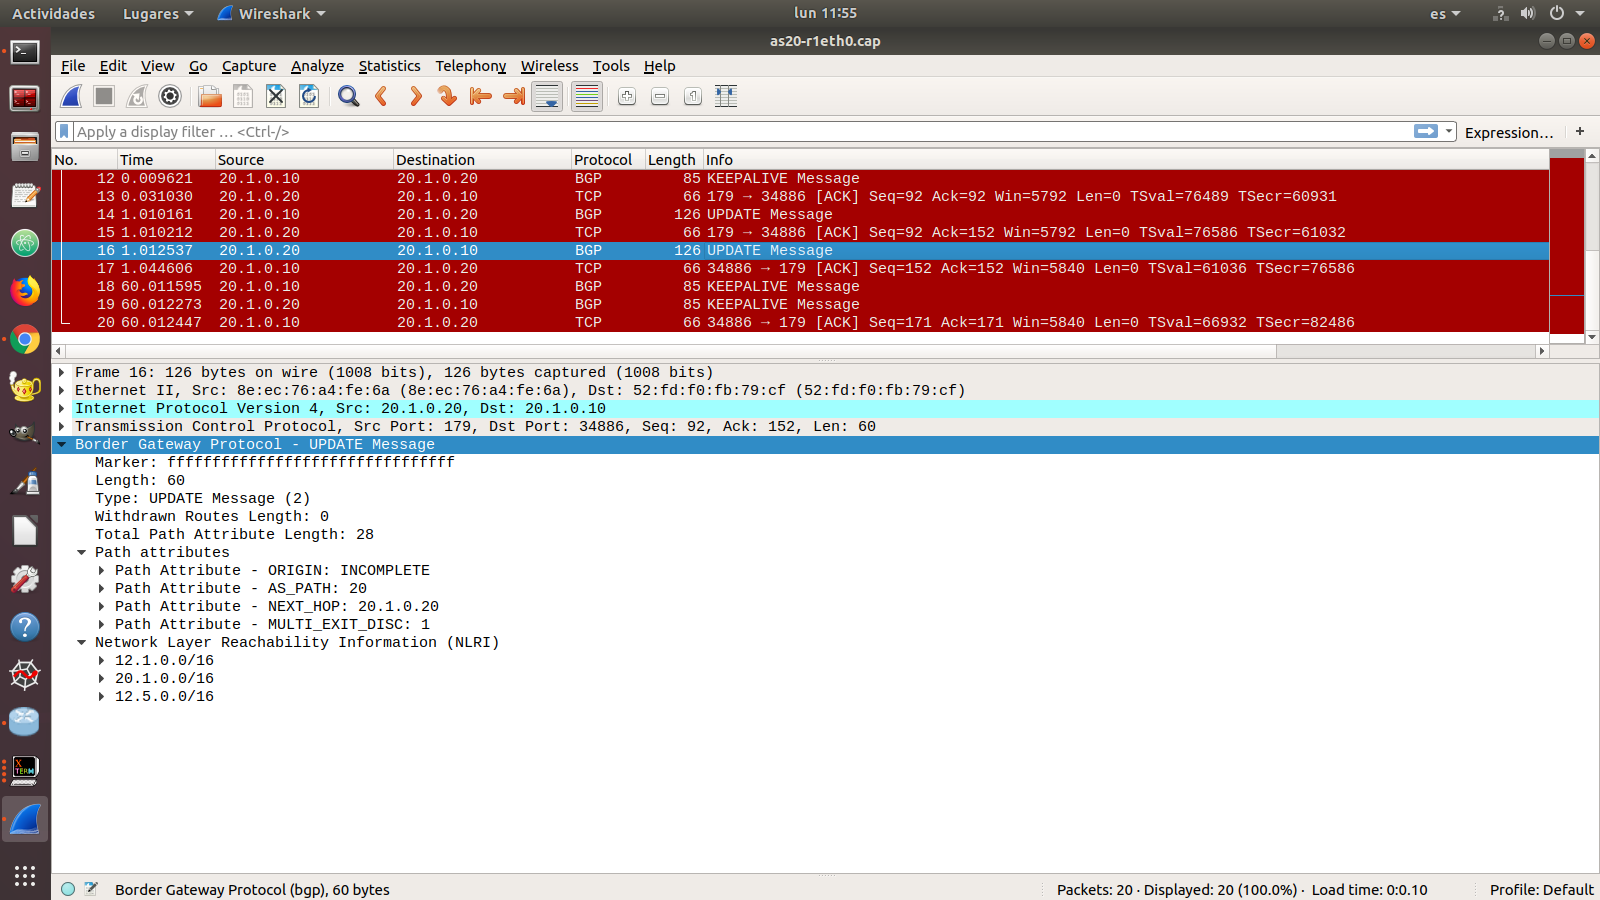 Actividades Lugares Wireshark lun 11:55 es
as20-r1eth0.cap
File Edit View Go Capture Analyze Statistics Telephony Wireless Tools Help
Apply a display filter … <Ctrl-/> Expression… +
No. Time Source Destination Protocol Length Info
12 0.009621 20.1.0.10 20.1.0.20 BGP 85 KEEPALIVE Message
13 0.031030 20.1.0.20 20.1.0.10 TCP 66 179 → 34886 [ACK] Seq=92 Ack=92 Win=5792 Len=0 TSval=76489 TSecr=60931
14 1.010161 20.1.0.10 20.1.0.20 BGP 126 UPDATE Message
15 1.010212 20.1.0.20 20.1.0.10 TCP 66 179 → 34886 [ACK] Seq=92 Ack=152 Win=5792 Len=0 TSval=76586 TSecr=61032
16 1.012537 20.1.0.20 20.1.0.10 BGP 126 UPDATE Message
17 1.044606 20.1.0.10 20.1.0.20 TCP 66 34886 → 179 [ACK] Seq=152 Ack=152 Win=5840 Len=0 TSval=61036 TSecr=76586
18 60.011595 20.1.0.10 20.1.0.20 BGP 85 KEEPALIVE Message
19 60.012273 20.1.0.20 20.1.0.10 BGP 85 KEEPALIVE Message
20 60.012447 20.1.0.10 20.1.0.20 TCP 66 34886 → 179 [ACK] Seq=171 Ack=171 Win=5840 Len=0 TSval=66932 TSecr=82486
Frame 16: 126 bytes on wire (1008 bits), 126 bytes captured (1008 bits)
Ethernet II, Src: 8e:ec:76:a4:fe:6a (8e:ec:76:a4:fe:6a), Dst: 52:fd:f0:fb:79:cf (52:fd:f0:fb:79:cf)
Internet Protocol Version 4, Src: 20.1.0.20, Dst: 20.1.0.10
Transmission Control Protocol, Src Port: 179, Dst Port: 34886, Seq: 92, Ack: 152, Len: 60
Border Gateway Protocol - UPDATE Message
Marker: ffffffffffffffffffffffffffffffff
Length: 60
Type: UPDATE Message (2)
Withdrawn Routes Length: 0
Total Path Attribute Length: 28
Path attributes
Path Attribute - ORIGIN: INCOMPLETE
Path Attribute - AS_PATH: 20
Path Attribute - NEXT_HOP: 20.1.0.20
Path Attribute - MULTI_EXIT_DISC: 1
Network Layer Reachability Information (NLRI)
12.1.0.0/16
20.1.0.0/16
12.5.0.0/16
X
TERM
Border Gateway Protocol (bgp), 60 bytes Packets: 20 · Displayed: 20 (100.0%) · Load time: 0:0.10 Profile: Default